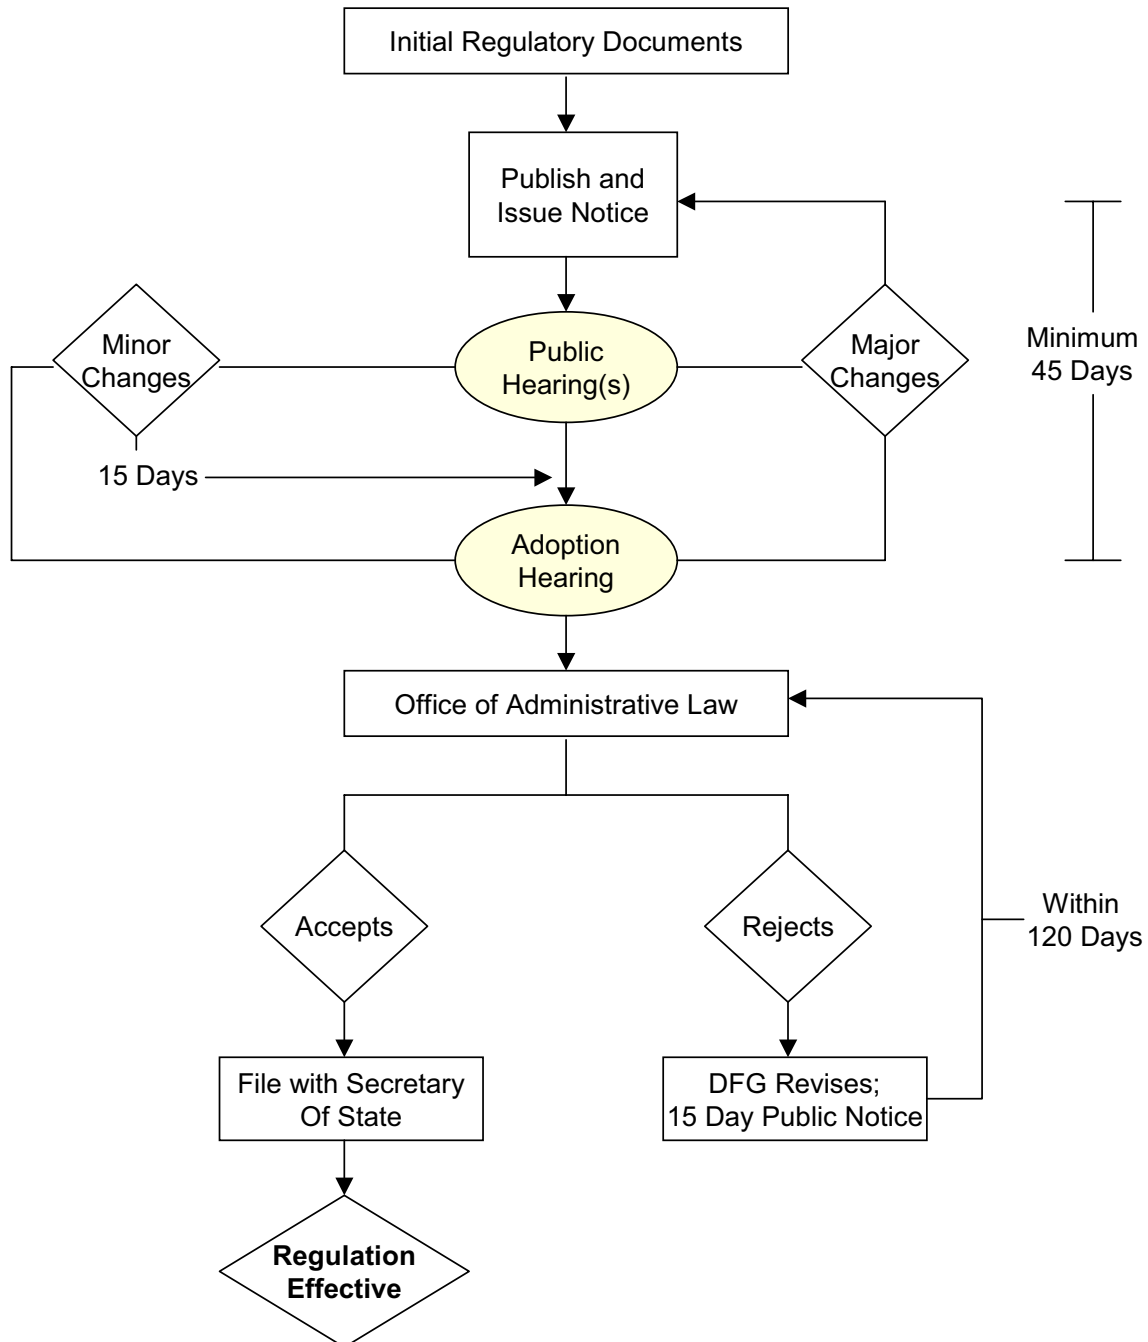 Initial Regulatory Documents
Publish and
Issue Notice
Minor
Changes
Public
Hearing(s)
Major
Changes
Minimum
45 Days
15 Days
Adoption
Hearing
Office of Administrative Law
Accepts
Rejects
Within
120 Days
File with Secretary
Of State
DFG Revises;
15 Day Public Notice
Regulation
Effective